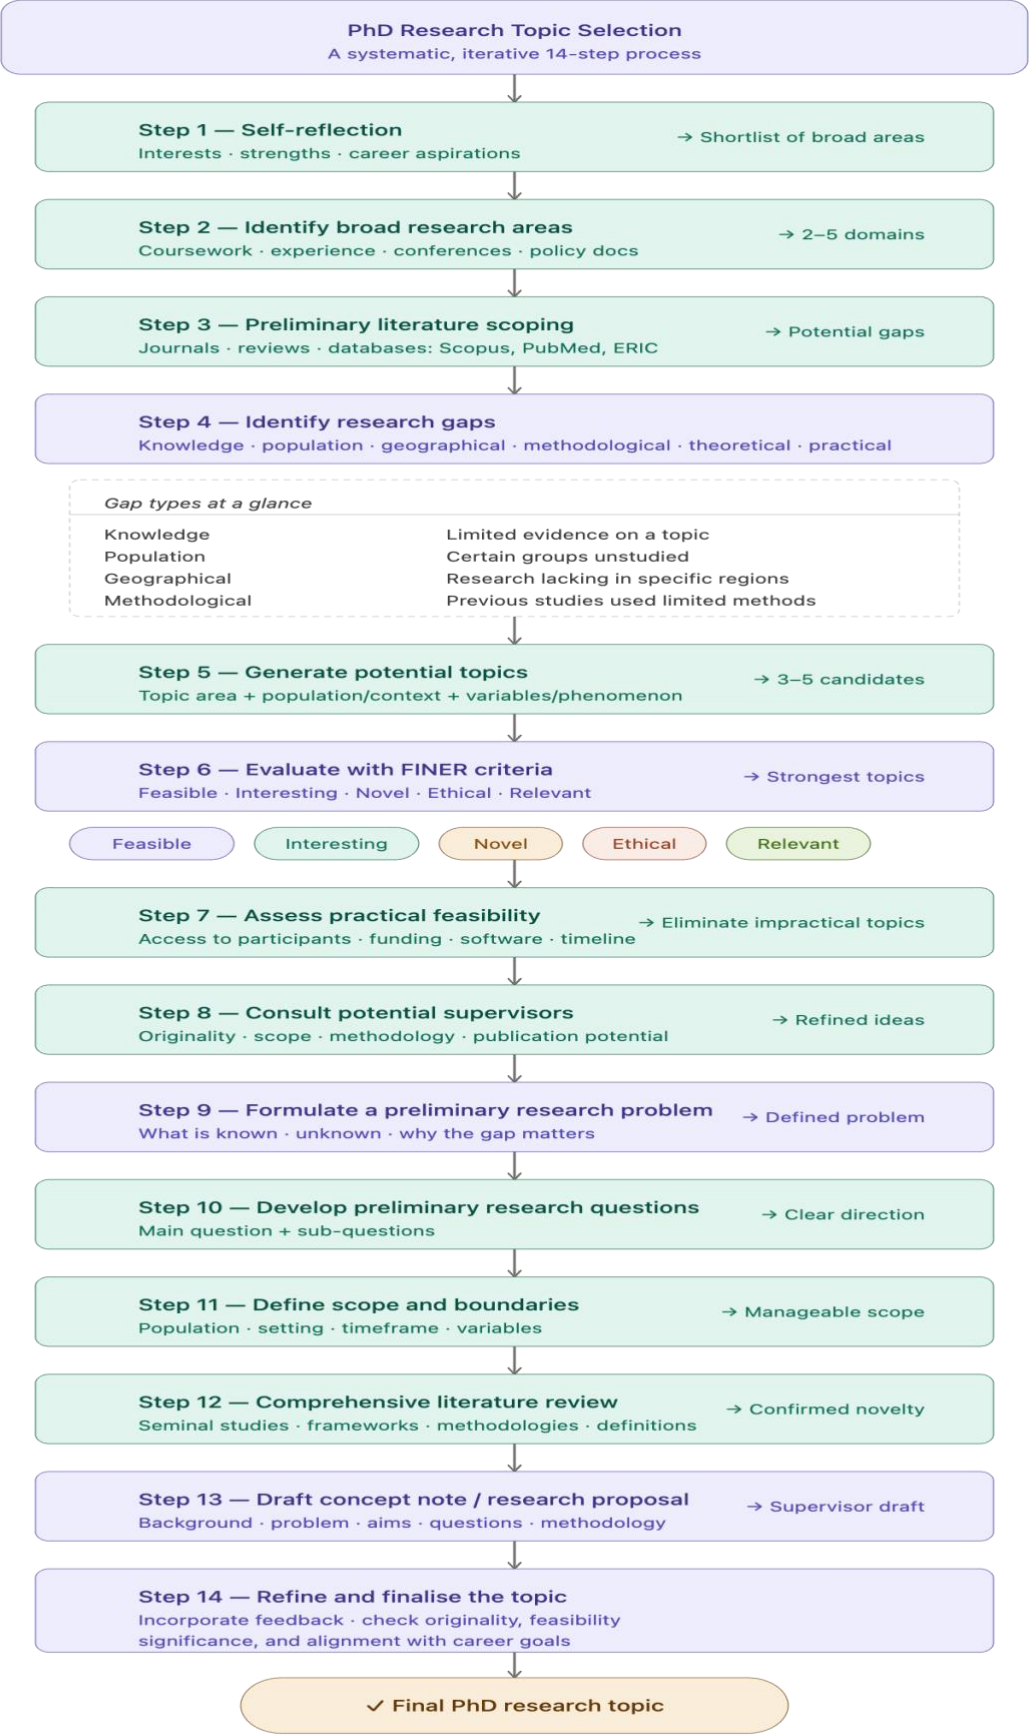 PhD Research Topic Selection
A systematic, iterative 14-step process
Step 1 — Self-reflection
Interests · strengths · career aspirations
→ Shortlist of broad areas
Step 2 — Identify broad research areas
Coursework · experience · conferences · policy docs
→ 2–5 domains
Step 3 — Preliminary literature scoping
Journals · reviews · databases: Scopus, PubMed, ERIC
→ Potential gaps
Step 4 — Identify research gaps
Knowledge · population · geographical · methodological · theoretical · practical
Gap types at a glance
Knowledge Limited evidence on a topic
Population Certain groups unstudied
Geographical Research lacking in specific regions
Methodological Previous studies used limited methods
Step 5 — Generate potential topics
Topic area + population/context + variables/phenomenon
→ 3–5 candidates
Step 6 — Evaluate with FINER criteria
Feasible · Interesting · Novel · Ethical · Relevant
→ Strongest topics
Feasible Interesting Novel Ethical Relevant
Step 7 — Assess practical feasibility
Access to participants · funding · software · timeline
→ Eliminate impractical topics
Step 8 — Consult potential supervisors
Originality · scope · methodology · publication potential
→ Refined ideas
Step 9 — Formulate a preliminary research problem
What is known · unknown · why the gap matters
→ Defined problem
Step 10 — Develop preliminary research questions
Main question + sub-questions
→ Clear direction
Step 11 — Define scope and boundaries
Population · setting · timeframe · variables
→ Manageable scope
Step 12 — Comprehensive literature review
Seminal studies · frameworks · methodologies · definitions
→ Confirmed novelty
Step 13 — Draft concept note / research proposal
Background · problem · aims · questions · methodology
→ Supervisor draft
Step 14 — Refine and finalise the topic
Incorporate feedback · check originality, feasibility
significance, and alignment with career goals
✓ Final PhD research topic